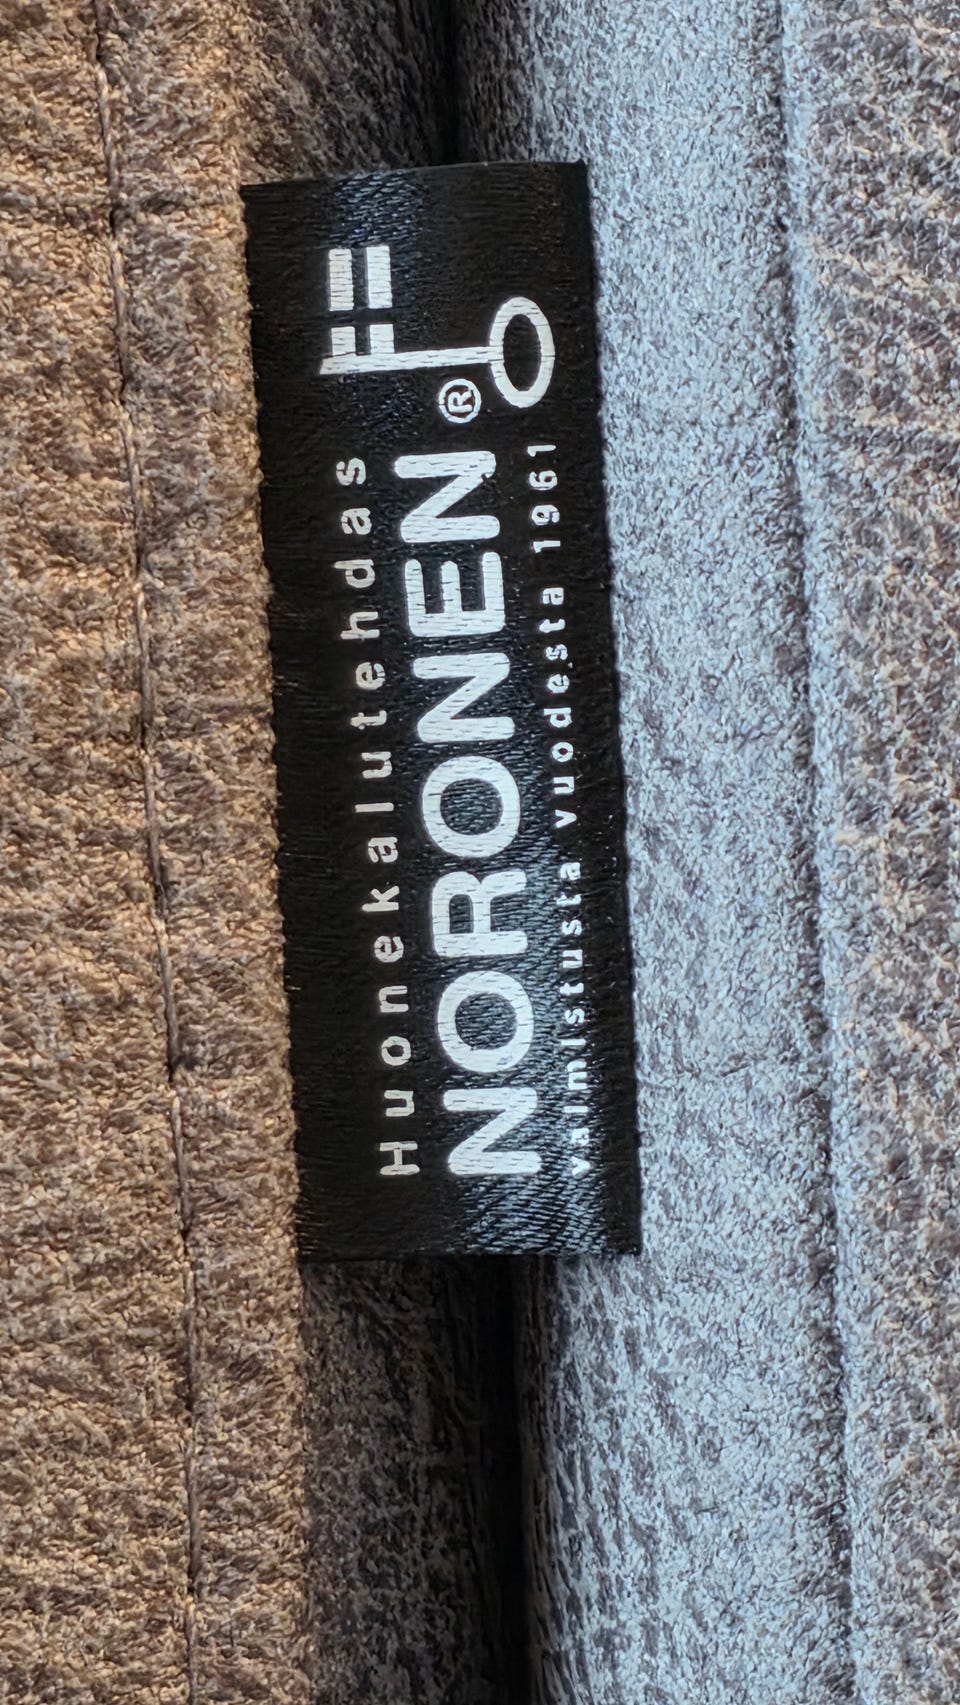 Huonekalutehdas
NORONEN®
valmistusta vuodesta 1961